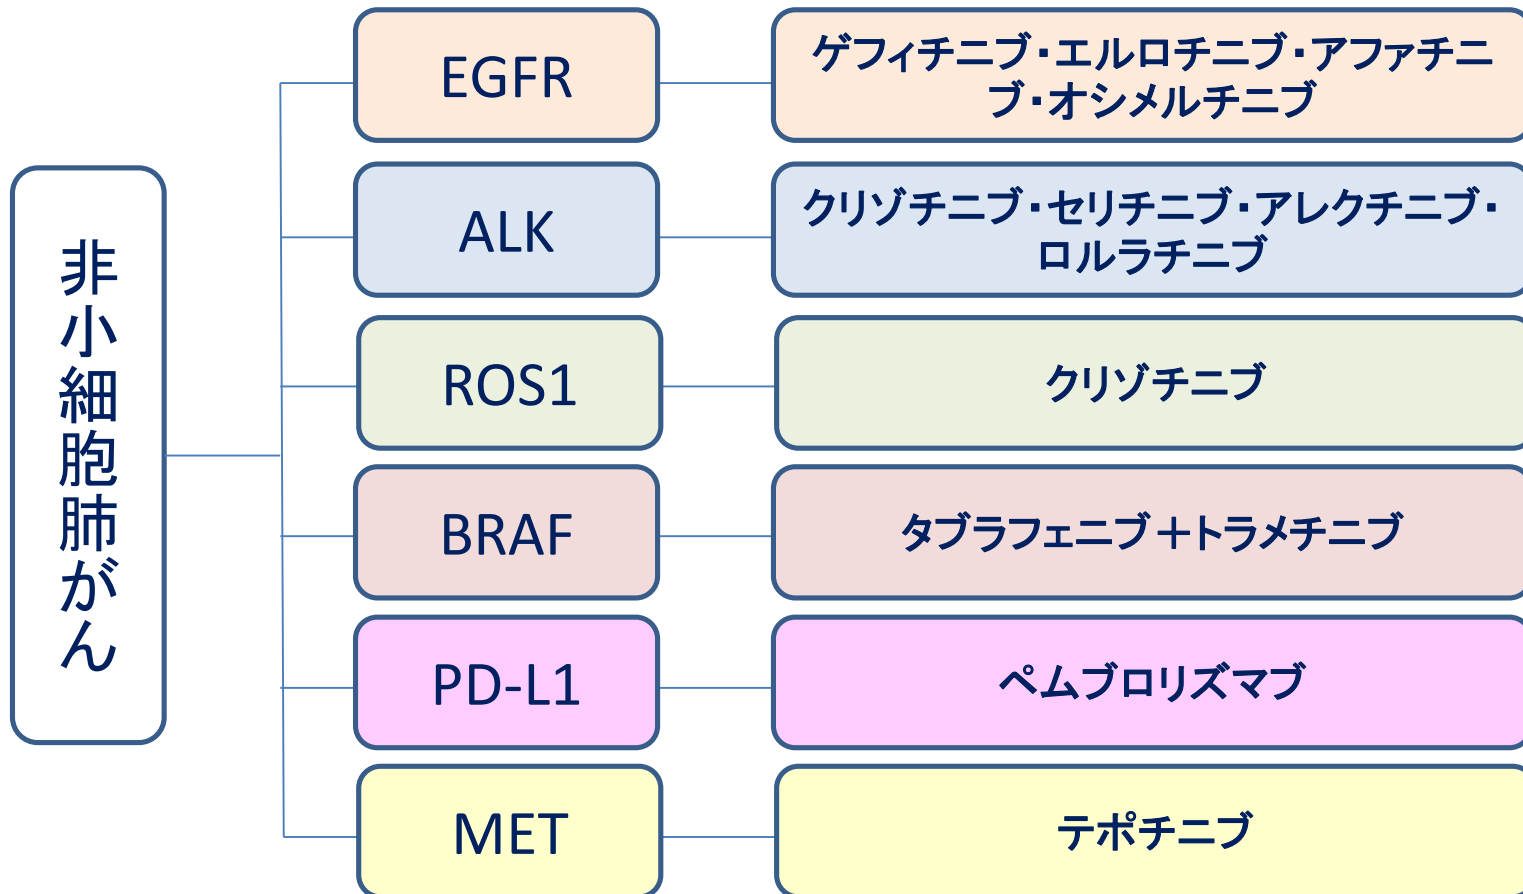 非小細胞肺がん
EGFR
ゲフィチニブ・エルロチニブ・アファチニ
ブ・オシメルチニブ
ALK
クリゾチニブ・セリチニブ・アレクチニブ・
ロルラチニブ
ROS1
クリゾチニブ
BRAF
タブラフェニブ＋トラメチニブ
PD-L1
ペムブロリズマブ
MET
テポチニブ